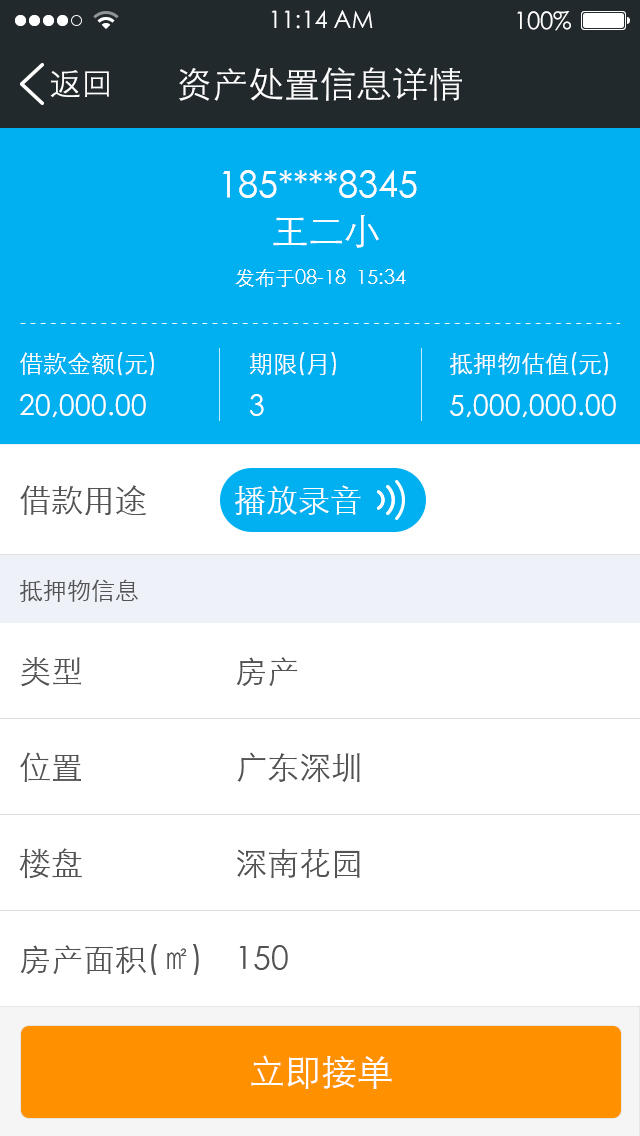 11:14 AM 100%
返回 资产处置信息详情
185****8345
王二小
发布于08-18 15:34
借款金额(元) 期限(月) 抵押物估值(元)
20,000.00 3 5,000,000.00
借款用途 播放录音
抵押物信息
类型 房产
位置 广东深圳
楼盘 深南花园
房产面积(㎡) 150
立即接单